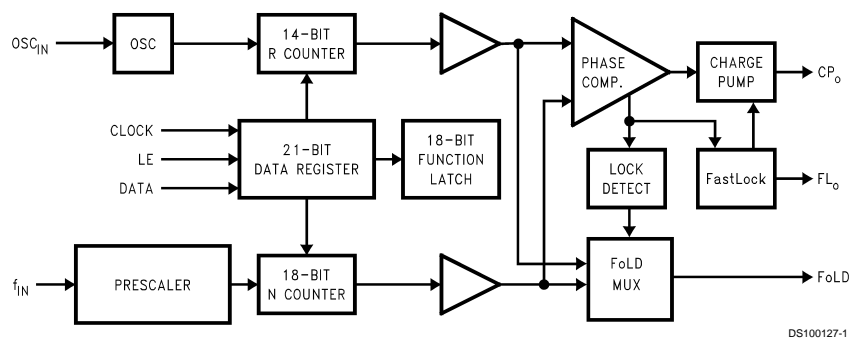 OSC_IN
OSC
14-BIT
R COUNTER
PHASE
COMP.
CHARGE
PUMP
CP_o
CLOCK
LE
DATA
21-BIT
DATA REGISTER
18-BIT
FUNCTION
LATCH
LOCK
DETECT
FastLock
FL_o
f_IN
PRESCALER
18-BIT
N COUNTER
FoLD
MUX
FoLD
DS100127-1